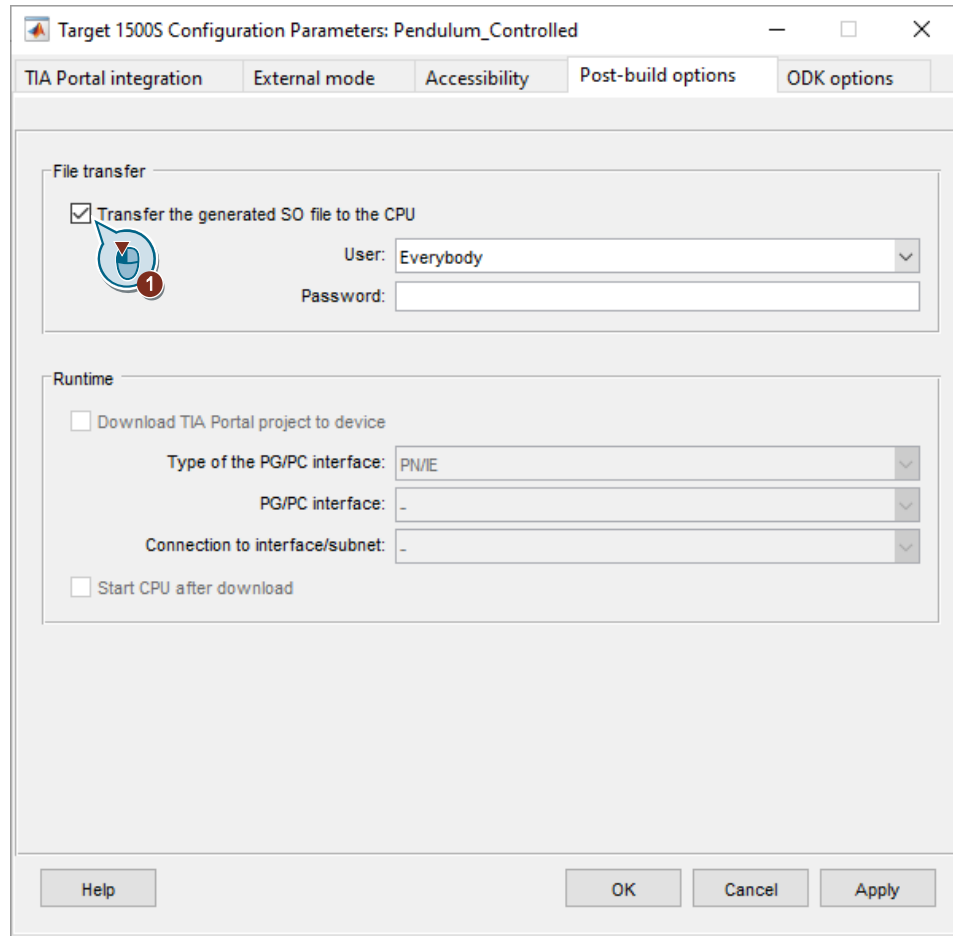 Target 1500S Configuration Parameters: Pendulum_Controlled
TIA Portal integration External mode Accessibility Post-build options ODK options
File transfer
Transfer the generated SO file to the CPU
User: Everybody
1
Password:
Runtime
Download TIA Portal project to device
Type of the PG/PC interface: PN/IE
PG/PC interface: -
Connection to interface/subnet: -
Start CPU after download
Help OK Cancel Apply